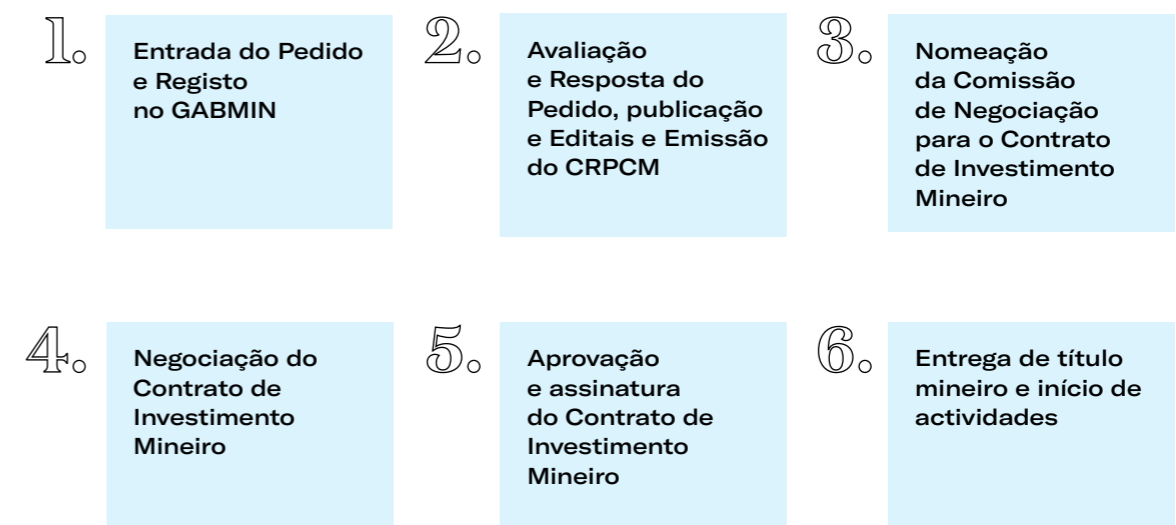 1.
Entrada do Pedido
e Registo
no GABMIN
2.
Avaliação
e Resposta do
Pedido, publicação
e Editais e Emissão
do CRPCM
3.
Nomeação
da Comissão
de Negociação
para o Contrato
de Investimento
Mineiro
4.
Negociação do
Contrato de
Investimento
Mineiro
5.
Aprovação
e assinatura
do Contrato de
Investimento
Mineiro
6.
Entrega de título
mineiro e início de
actividades